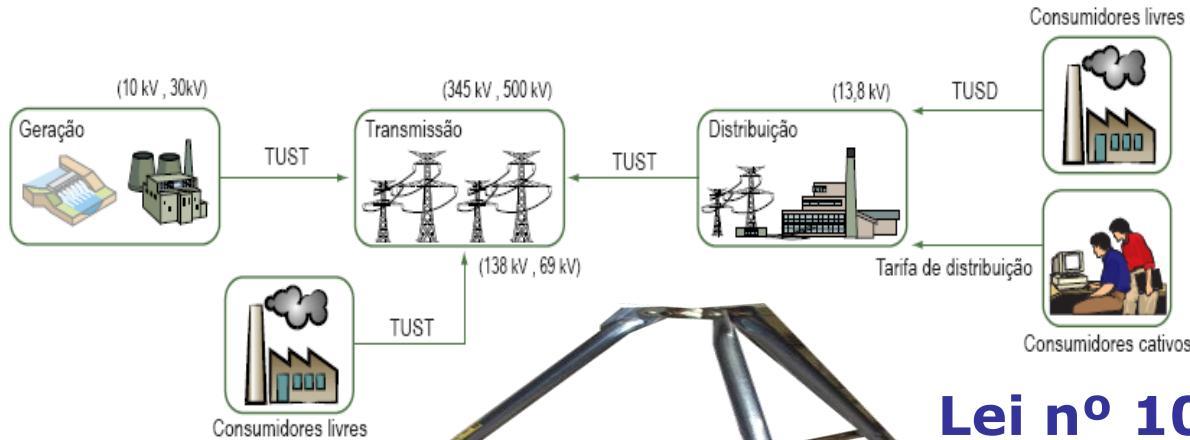 Consumidores livres
(10 kV , 30kV)
(345 kV , 500 kV)
(13,8 kV)
TUSD
Geração
Transmissão
Distribuição
TUST
TUST
Tarifa de distribuição
(138 kV , 69 kV)
TUST
Consumidores cativos
Consumidores livres
Lei nº 10